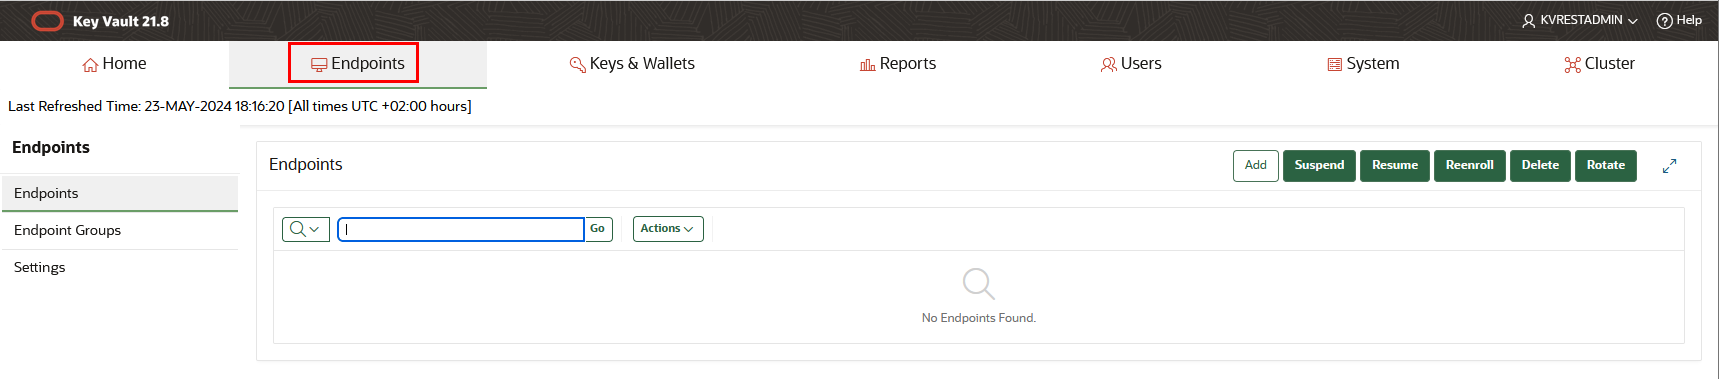 Key Vault 21.8
KVRESTADMIN
Help
Home
Endpoints
Keys & Wallets
Reports
Users
System
Cluster
Last Refreshed Time: 23-MAY-2024 18:16:20 [All times UTC +02:00 hours]
Endpoints
Endpoints
Endpoint Groups
Settings
Endpoints
Add
Suspend
Resume
Reenroll
Delete
Rotate
Go
Actions
No Endpoints Found.